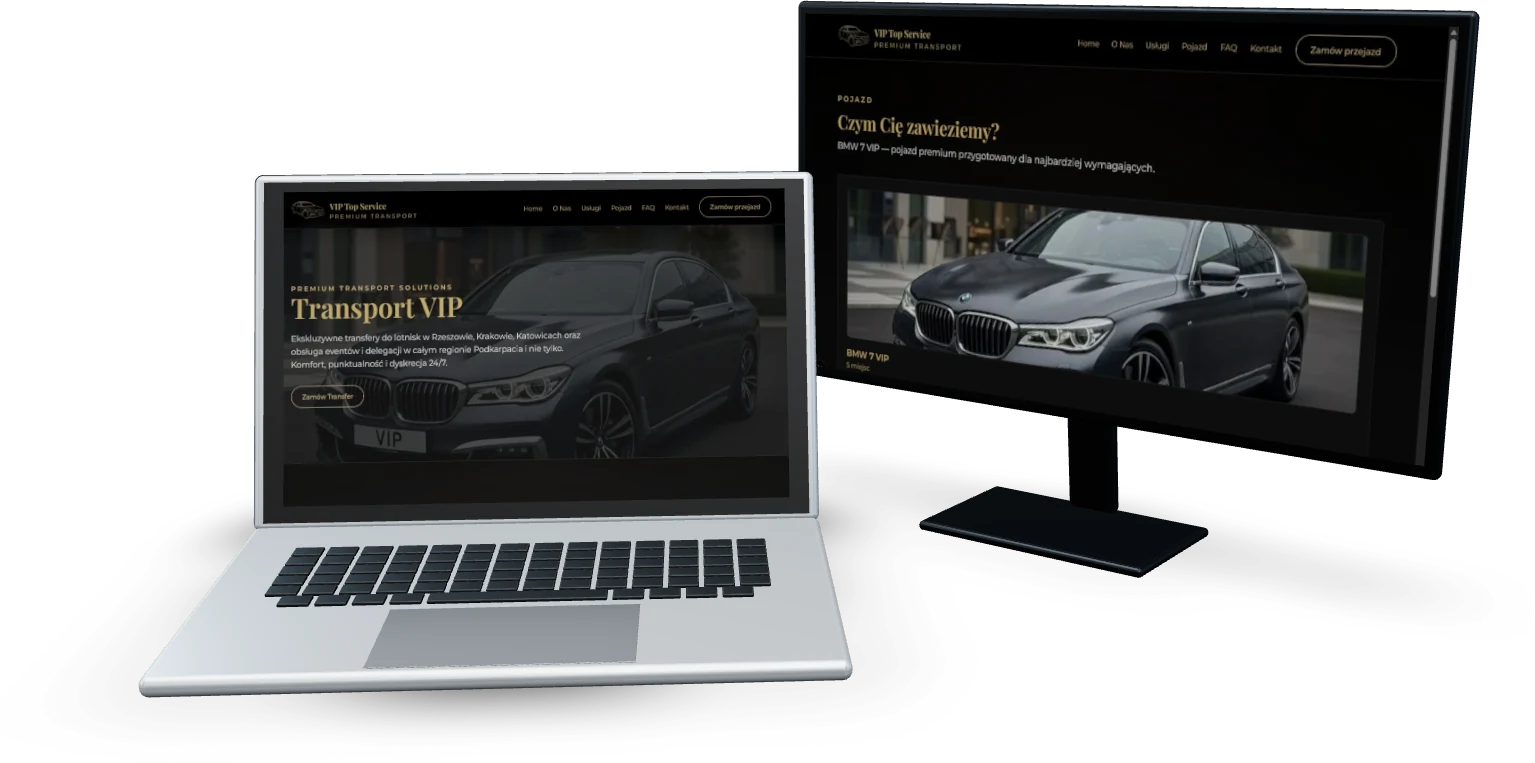 VIP Top Service
PREMIUM TRANSPORT
Home O Nas Usługi Pojazd FAQ Kontakt Zamów przejazd
PREMIUM TRANSPORT SOLUTIONS
Transport VIP
Ekskluzywne transfery do lotnisk w Rzeszowie, Krakowie, Katowicach oraz
obsługa eventów i delegacji w całym regionie Podkarpacia i nie tylko.
Komfort, punktualność i dyskrecja 24/7.
Zamów Transfer
VIP
VIP Top Service
PREMIUM TRANSPORT
Home O Nas Usługi Pojazd FAQ Kontakt Zamów przejazd
POJAZD
Czym Cię zawieziemy?
BMW 7 VIP — pojazd premium przygotowany dla najbardziej wymagających.
BMW 7 VIP
5 miejsc.